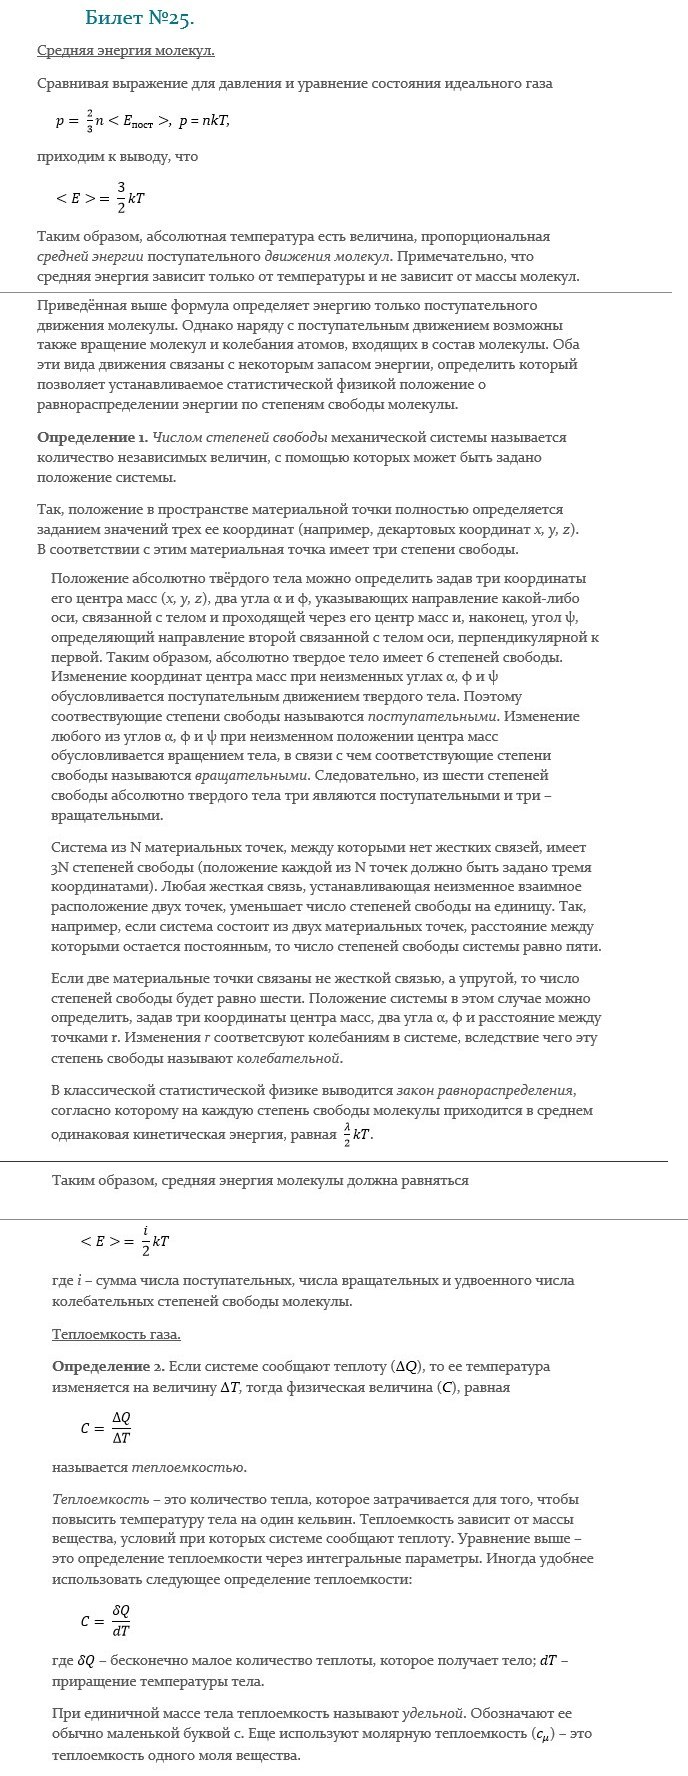 Билет №25.
Средняя энергия молекул.
Сравнивая выражение для давления и уравнение состояния идеального газа
p = 2/3 n < Eпост >, p = nkT,
приходим к выводу, что
< E > = 3/2 kT
Таким образом, абсолютная температура есть величина, пропорциональная
средней энергии поступательного движения молекул. Примечательно, что
средняя энергия зависит только от температуры и не зависит от массы молекул.
Приведённая выше формула определяет энергию только поступательного
движения молекулы. Однако наряду с поступательным движением возможны
также вращение молекул и колебания атомов, входящих в состав молекулы. Оба
эти вида движения связаны с некоторым запасом энергии, определить который
позволяет устанавливаемое статистической физикой положение о
равнораспределении энергии по степеням свободы молекулы.
Определение 1. Числом степеней свободы механической системы называется
количество независимых величин, с помощью которых может быть задано
положение системы.
Так, положение в пространстве материальной точки полностью определяется
заданием значений трех ее координат (например, декартовых координат x, y, z).
В соответствии с этим материальная точка имеет три степени свободы.
Положение абсолютно твёрдого тела можно определить задав три координаты
его центра масс (x, y, z), два угла α и ф, указывающих направление какой-либо
оси, связанной с телом и проходящей через его центр масс и, наконец, угол ψ,
определяющий направление второй связанной с телом оси, перпендикулярной к
первой. Таким образом, абсолютно твердое тело имеет 6 степеней свободы.
Изменение координат центра масс при неизменных углах α, ф и ψ
обусловливается поступательным движением твердого тела. Поэтому
соотвествующие степени свободы называются поступательными. Изменение
любого из углов α, ф и ψ при неизменном положении центра масс
обусловливается вращением тела, в связи с чем соответствующие степени
свободы называются вращательными. Следовательно, из шести степеней
свободы абсолютно твердого тела три являются поступательными и три –
вращательными.
Система из N материальных точек, между которыми нет жестких связей, имеет
3N степеней свободы (положение каждой из N точек должно быть задано тремя
координатами). Любая жесткая связь, устанавливающая неизменное взаимное
расположение двух точек, уменьшает число степеней свободы на единицу. Так,
например, если система состоит из двух материальных точек, расстояние между
которыми остается постоянным, то число степеней свободы системы равно пяти.
Если две материальные точки связаны не жесткой связью, а упругой, то число
степеней свободы будет равно шести. Положение системы в этом случае можно
определить, задав три координаты центра масс, два угла α, ф и расстояние между
точками r. Изменения r соответсвуют колебаниям в системе, вследствие чего эту
степень свободы называют колебательной.
В классической статистической физике выводится закон равнораспределения,
согласно которому на каждую степень свободы молекулы приходится в среднем
одинаковая кинетическая энергия, равная λ/2 kT.
Таким образом, средняя энергия молекулы должна равняться
< E > = i/2 kT
где i – сумма числа поступательных, числа вращательных и удвоенного числа
колебательных степеней свободы молекулы.
Теплоемкость газа.
Определение 2. Если системе сообщают теплоту (ΔQ), то ее температура
изменяется на величину ΔT, тогда физическая величина (C), равная
C = ΔQ/ΔT
называется теплоемкостью.
Теплоемкость – это количество тепла, которое затрачивается для того, чтобы
повысить температуру тела на один кельвин. Теплоемкость зависит от массы
вещества, условий при которых системе сообщают теплоту. Уравнение выше –
это определение теплоемкости через интегральные параметры. Иногда удобнее
использовать следующее определение теплоемкости:
C = δQ/dT
где δQ – бесконечно малое количество теплоты, которое получает тело; dT –
приращение температуры тела.
При единичной массе тела теплоемкость называют удельной. Обозначают ее
обычно маленькой буквой с. Еще используют молярную теплоемкость (cμ) – это
теплоемкость одного моля вещества.